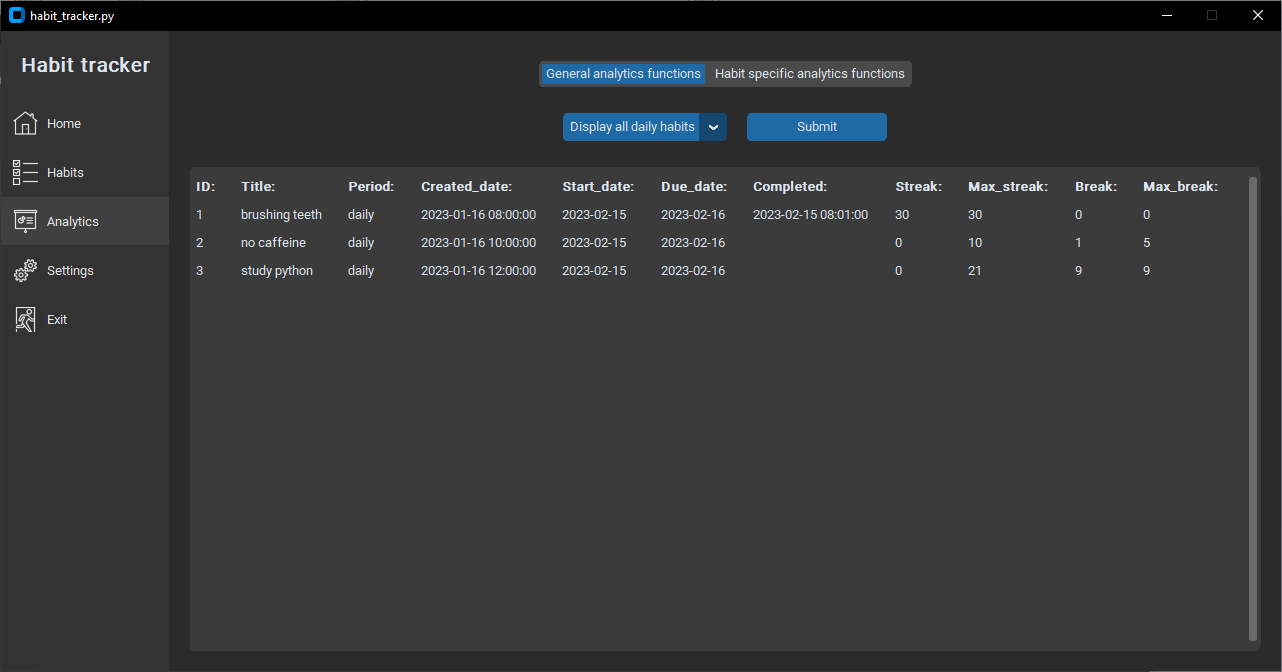 habit_tracker.py
Habit tracker
Home
Habits
Analytics
Settings
Exit
General analytics functions Habit specific analytics functions
Display all daily habits Submit
ID: Title: Period: Created_date: Start_date: Due_date: Completed: Streak: Max_streak: Break: Max_break:
1 brushing teeth daily 2023-01-16 08:00:00 2023-02-15 2023-02-16 2023-02-15 08:01:00 30 30 0 0
2 no caffeine daily 2023-01-16 10:00:00 2023-02-15 2023-02-16 0 10 1 5
3 study python daily 2023-01-16 12:00:00 2023-02-15 2023-02-16 0 21 9 9